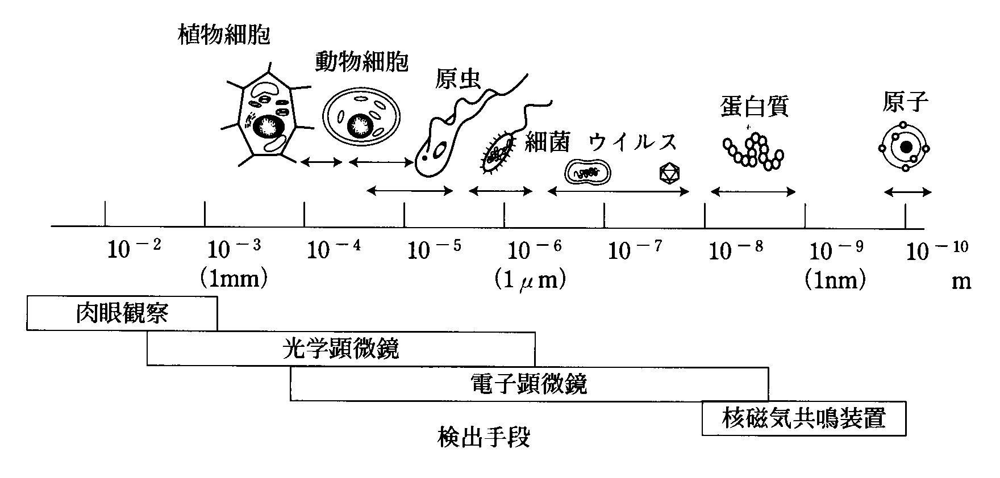 植物細胞
動物細胞
原虫
細菌
ウイルス
蛋白質
原子
10⁻² 10⁻³ 10⁻⁴ 10⁻⁵ 10⁻⁶ 10⁻⁷ 10⁻⁸ 10⁻⁹ 10⁻¹⁰
(1mm) (1μm) (1nm) m
肉眼観察
光学顕微鏡
電子顕微鏡
核磁気共鳴装置
検出手段